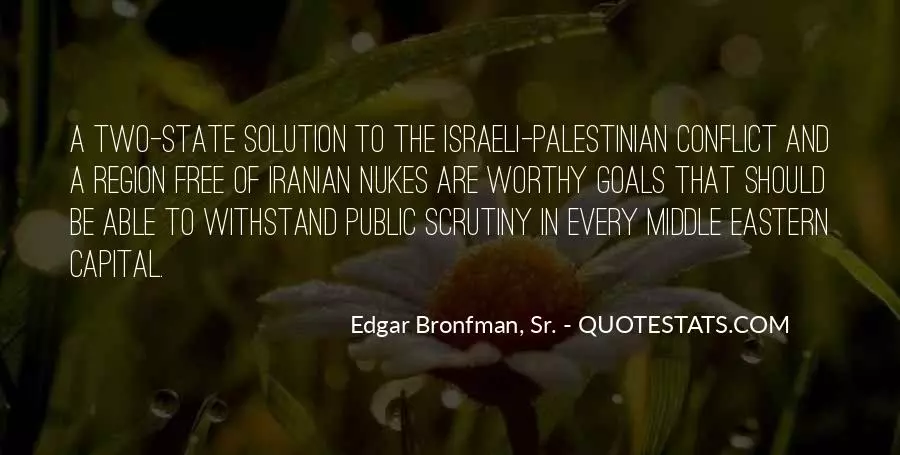 A TWO-STATE SOLUTION TO THE ISRAELI-PALESTINIAN CONFLICT AND
A REGION FREE OF IRANIAN NUKES ARE WORTHY GOALS THAT SHOULD
BE ABLE TO WITHSTAND PUBLIC SCRUTINY IN EVERY MIDDLE EASTERN
CAPITAL.
Edgar Bronfman, Sr. - QUOTESTATS.COM